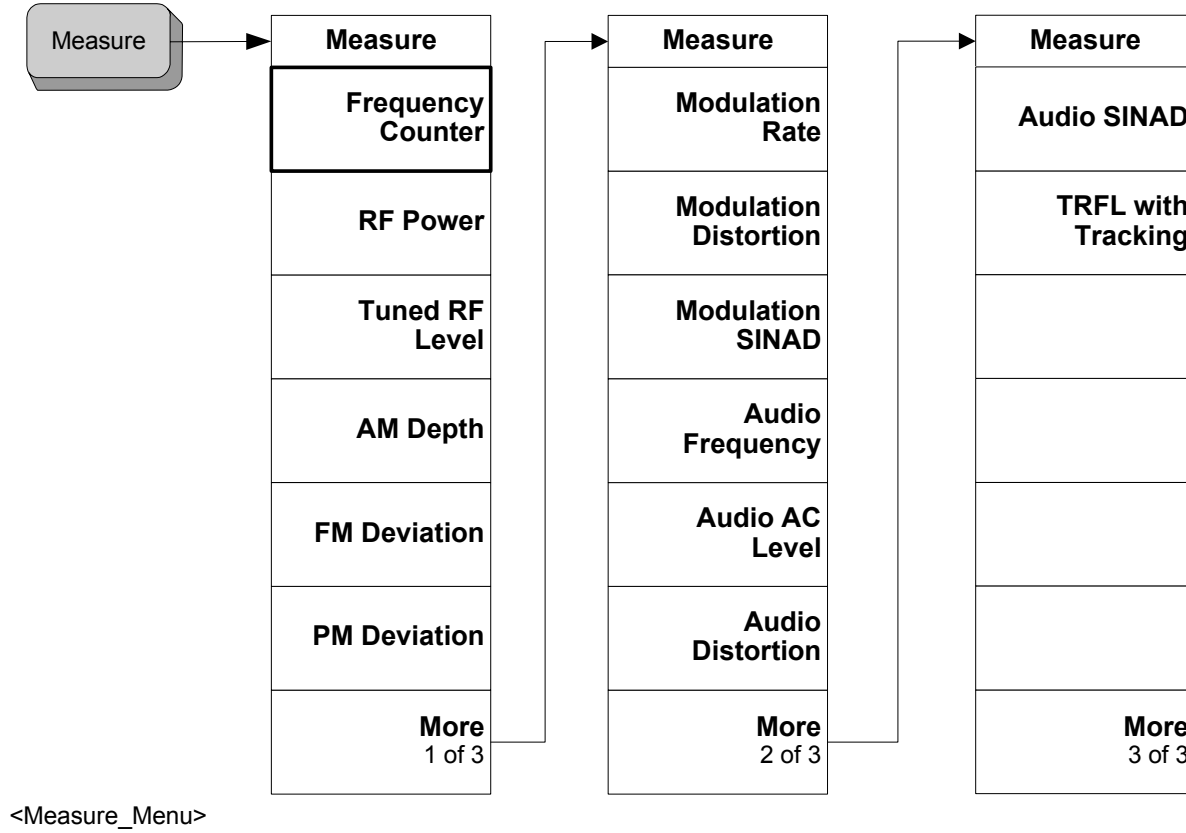 Measure
Measure
Frequency
Counter
RF Power
Tuned RF
Level
AM Depth
FM Deviation
PM Deviation
More
1 of 3
Measure
Modulation
Rate
Modulation
Distortion
Modulation
SINAD
Audio
Frequency
Audio AC
Level
Audio
Distortion
More
2 of 3
Measure
Audio SINAD
TRFL with
Tracking
More
3 of 3
<Measure_Menu>